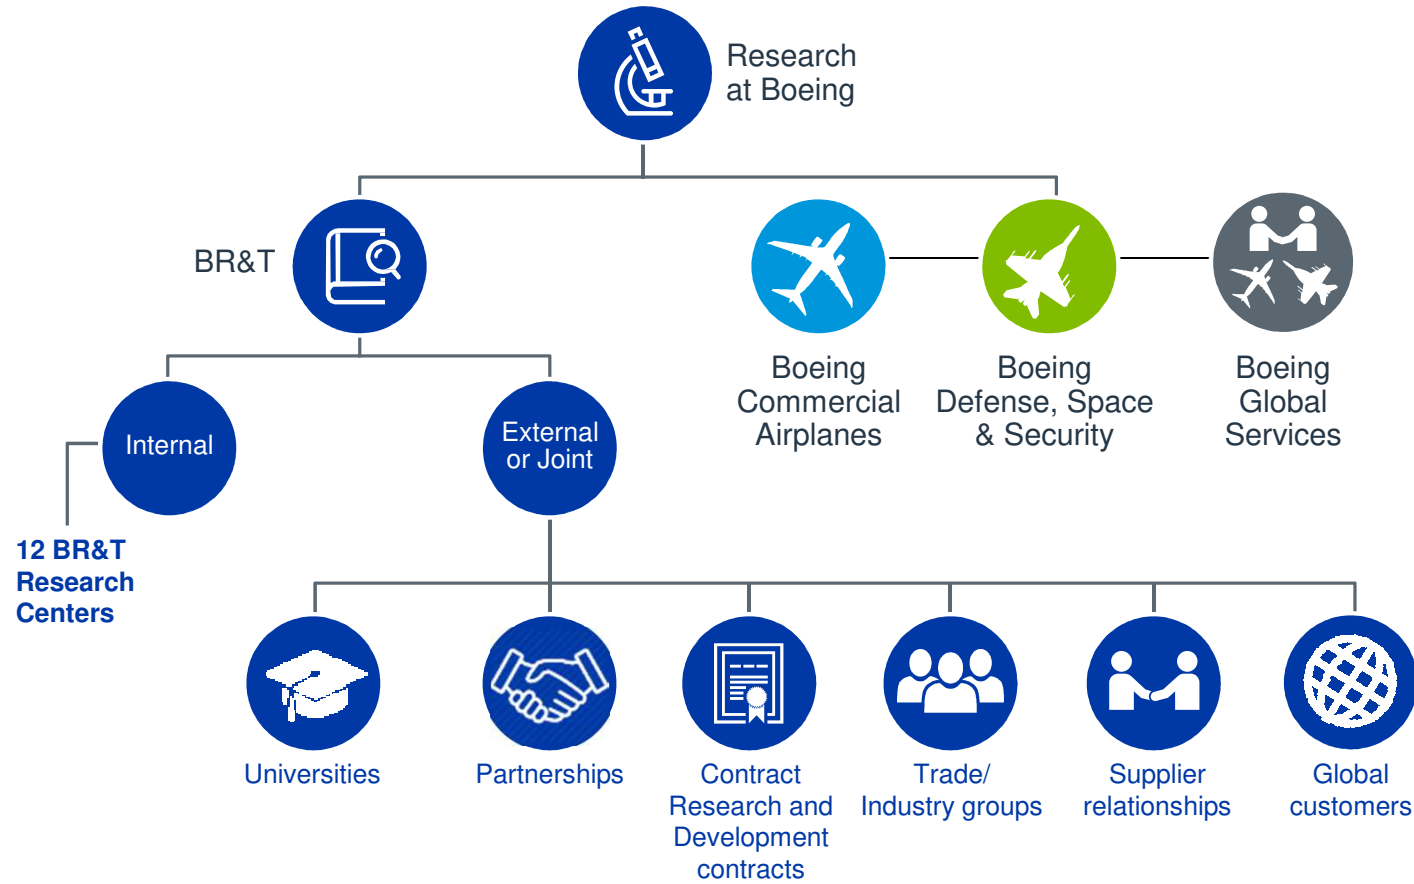 Research
at Boeing
BR&T
Boeing
Commercial
Airplanes
Boeing
Defense, Space
& Security
Boeing
Global
Services
Internal
External
or Joint
12 BR&T
Research
Centers
Universities
Partnerships
Contract
Research and
Development
contracts
Trade/
Industry groups
Supplier
relationships
Global
customers